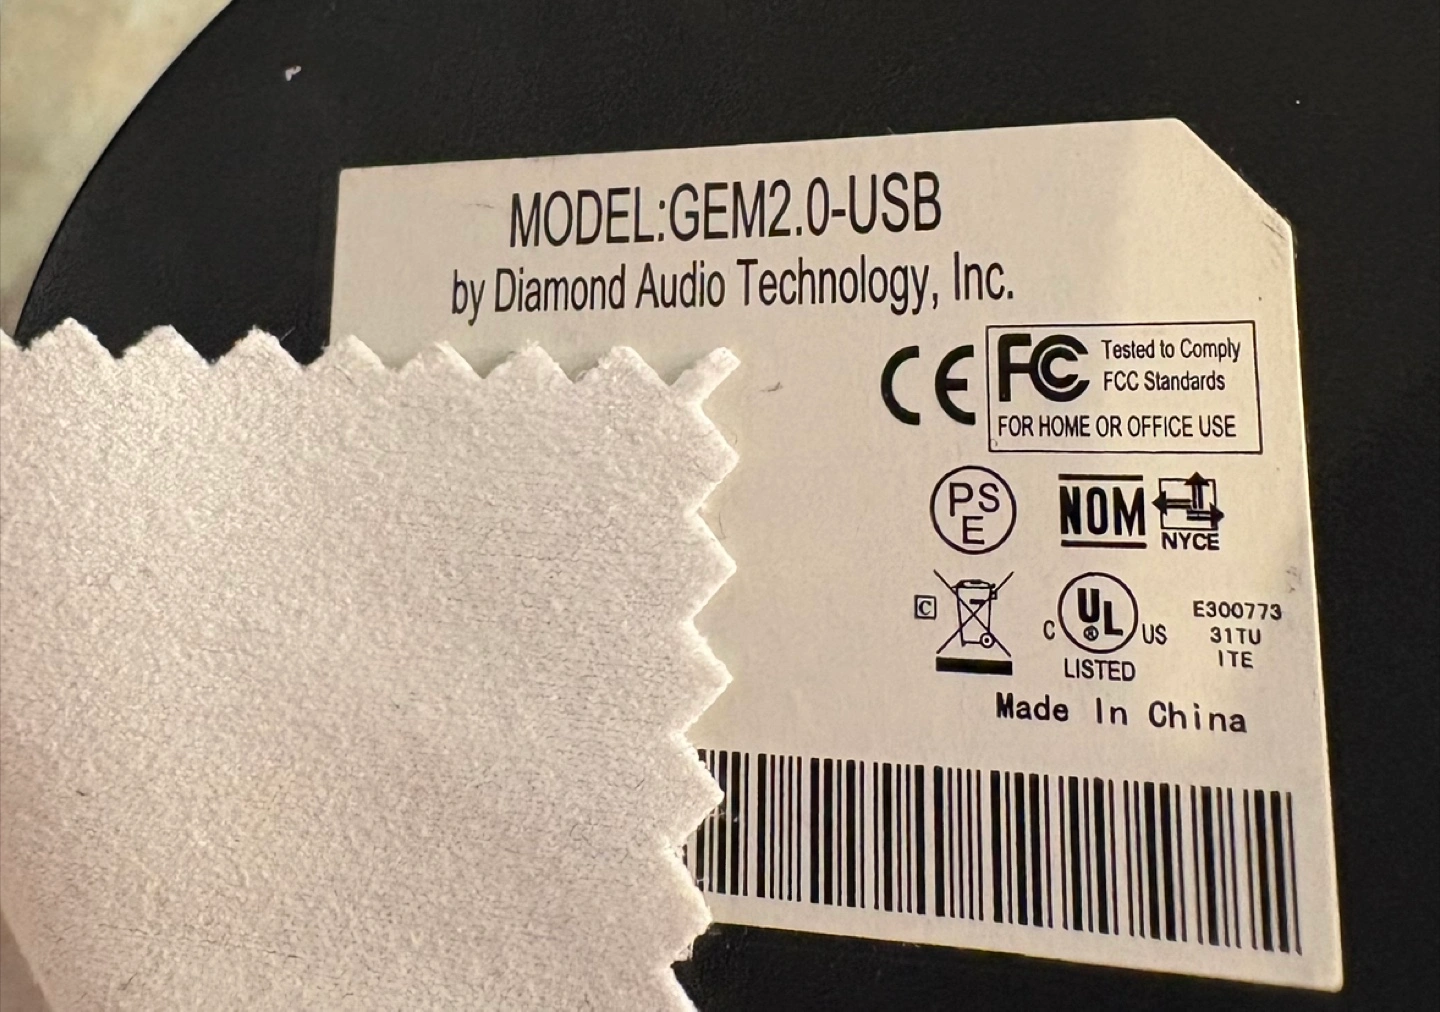 MODEL:GEM2.0-USB
by Diamond Audio Technology, Inc.
CE FC Tested to Comply
FCC Standards
FOR HOME OR OFFICE USE
PS
E
NOM
NYCE
C
C UL® US
LISTED
E300773
31TU
ITE
Made In China